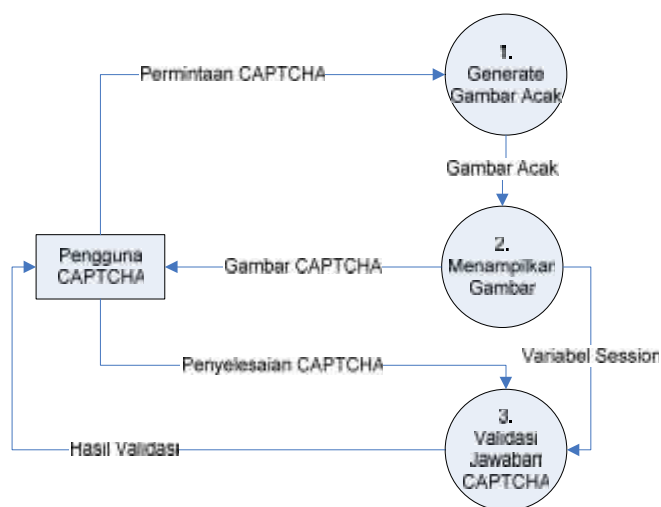 1.
Generate
Gambar Acak
Permintaan CAPTCHA
Gambar Acak
2.
Menampilkan
Gambar
Pengguna
CAPTCHA
Gambar CAPTCHA
Variabel Session
Penyelesaian CAPTCHA
3.
Validasi
Jawaban
CAPTCHA
Hasil Validasi